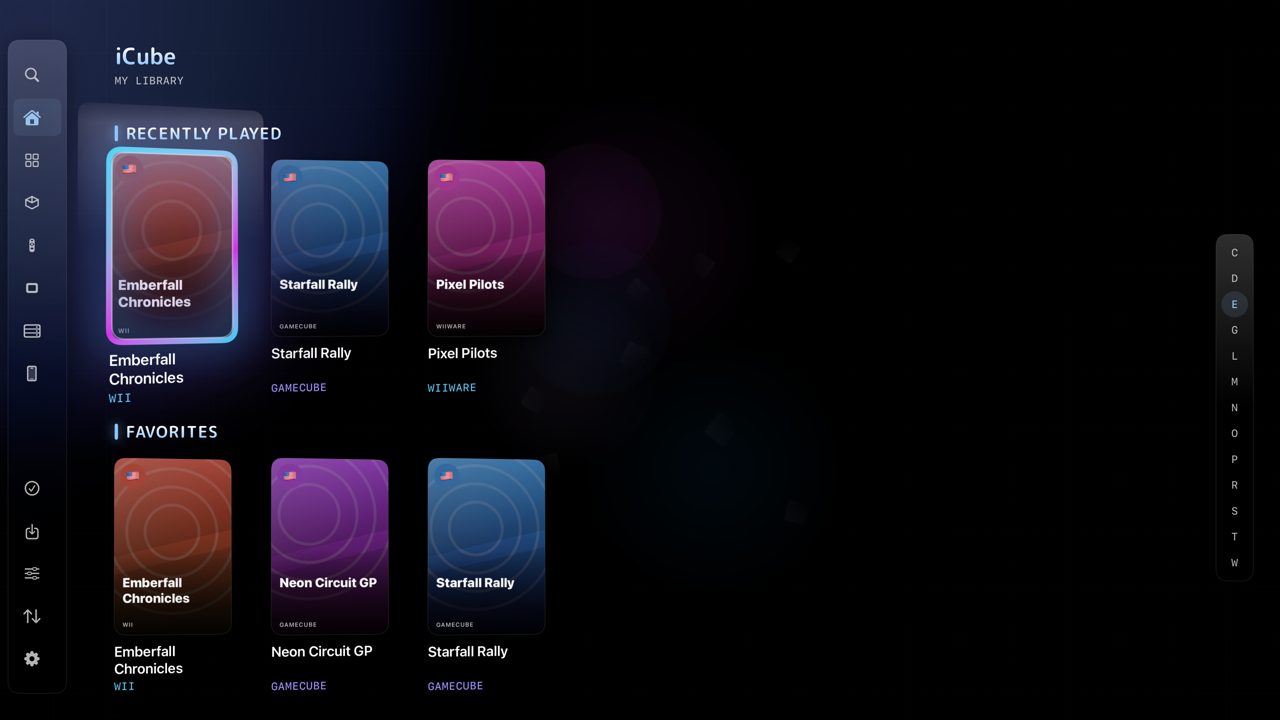 iCube
MY LIBRARY
RECENTLY PLAYED
Emberfall
Chronicles
WII
Starfall Rally
GAMECUBE
Pixel Pilots
WIIWARE
Emberfall
Chronicles
WII
Starfall Rally
GAMECUBE
Pixel Pilots
WIIWARE
FAVORITES
Emberfall
Chronicles
WII
Neon Circuit GP
GAMECUBE
Starfall Rally
GAMECUBE
Emberfall
Chronicles
WII
Neon Circuit GP
GAMECUBE
Starfall Rally
GAMECUBE
C
D
E
G
L
M
N
O
P
R
S
T
W